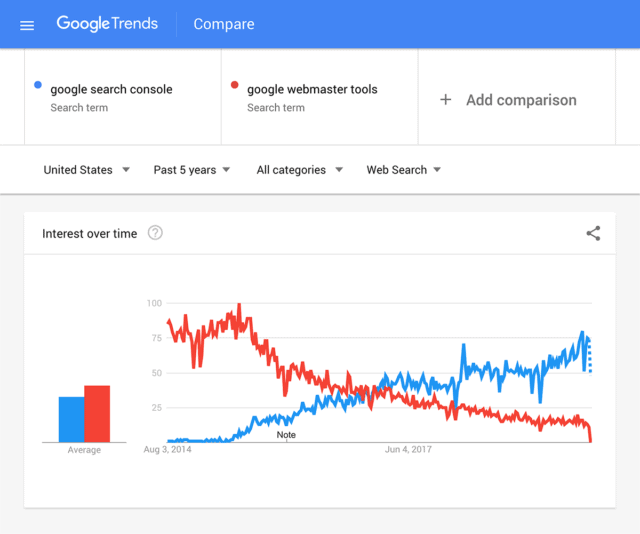 Google Trends Compare
google search console
Search term
google webmaster tools
Search term
+ Add comparison
United States
Past 5 years
All categories
Web Search
Interest over time ?
100
75
50
25
Note
Average
Aug 3, 2014
Jun 4, 2017